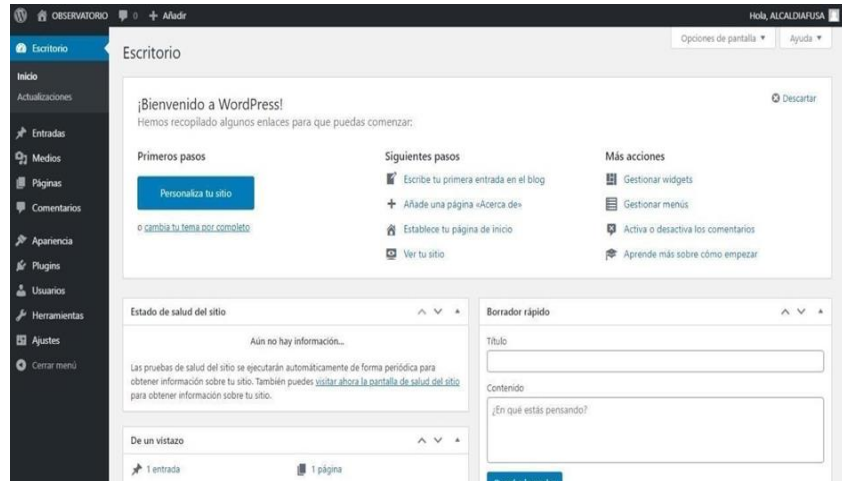 OBSERVATORIO 0 + Añadir
Hola, ALCALDIAFUSA
Escritorio
Inicio
Actualizaciones
Entradas
Medios
Páginas
Comentarios
Apariencia
Plugins
Usuarios
Herramientas
Ajustes
Cerrar menú
Opciones de pantalla ▼
Ayuda ▼
Escritorio
¡Bienvenido a WordPress!
Descartar
Hemos recopilado algunos enlaces para que puedas comenzar:
Primeros pasos
Personaliza tu sitio
o cambia tu tema por completo
Siguientes pasos
Escribe tu primera entrada en el blog
Añade una página «Acerca de»
Establece tu página de inicio
Ver tu sitio
Más acciones
Gestionar widgets
Gestionar menús
Activa o desactiva los comentarios
Aprende más sobre cómo empezar
Estado de salud del sitio
Aún no hay información...
Las pruebas de salud del sitio se ejecutarán automáticamente de forma periódica para
obtener información sobre tu sitio. También puedes visitar ahora la pantalla de salud del sitio
para obtener información sobre tu sitio.
De un vistazo
1 entrada
1 página
Borrador rápido
Título
Contenido
¿En qué estás pensando?